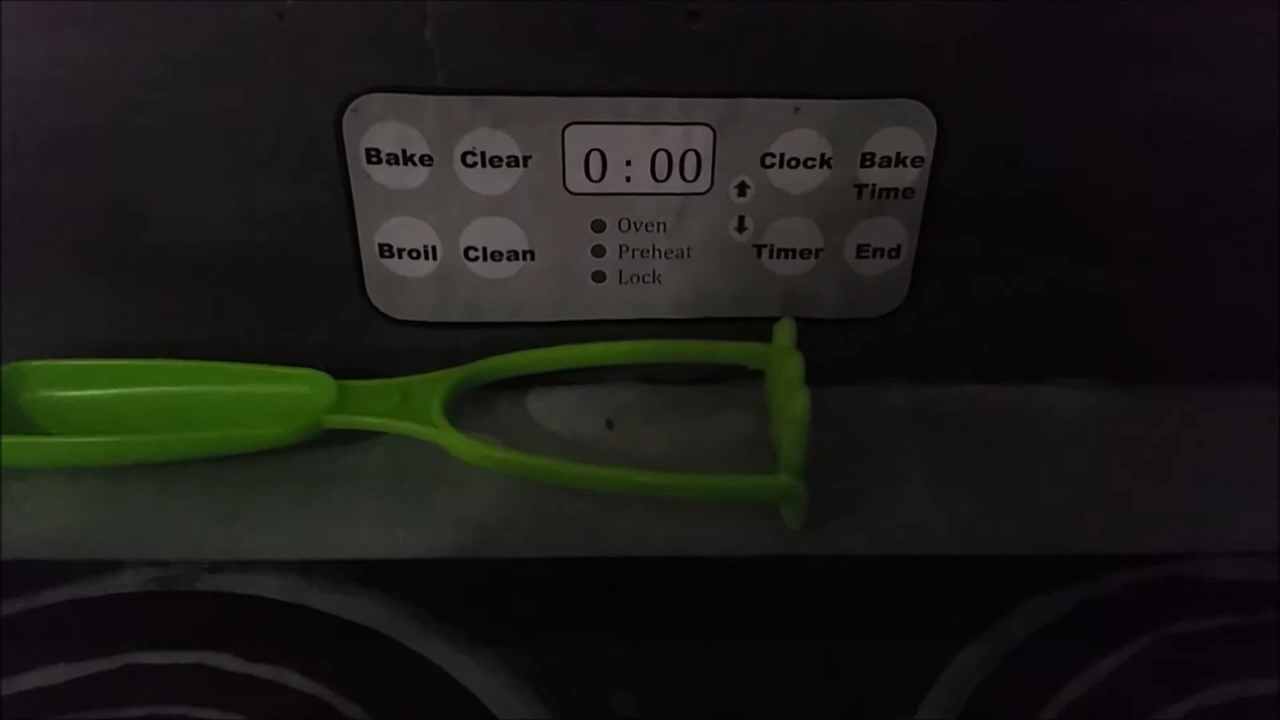 Bake Clear
Broil Clean
0 : 00
Oven
Preheat
Lock
Clock Bake
Time
Timer End